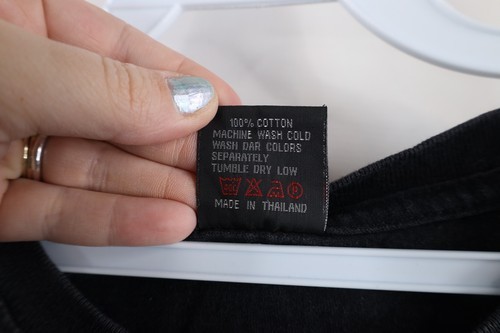 100% COTTON
MACHINE WASH COLD
WASH DAR COLORS
SEPARATELY
TUMBLE DRY LOW
MADE IN THAILAND